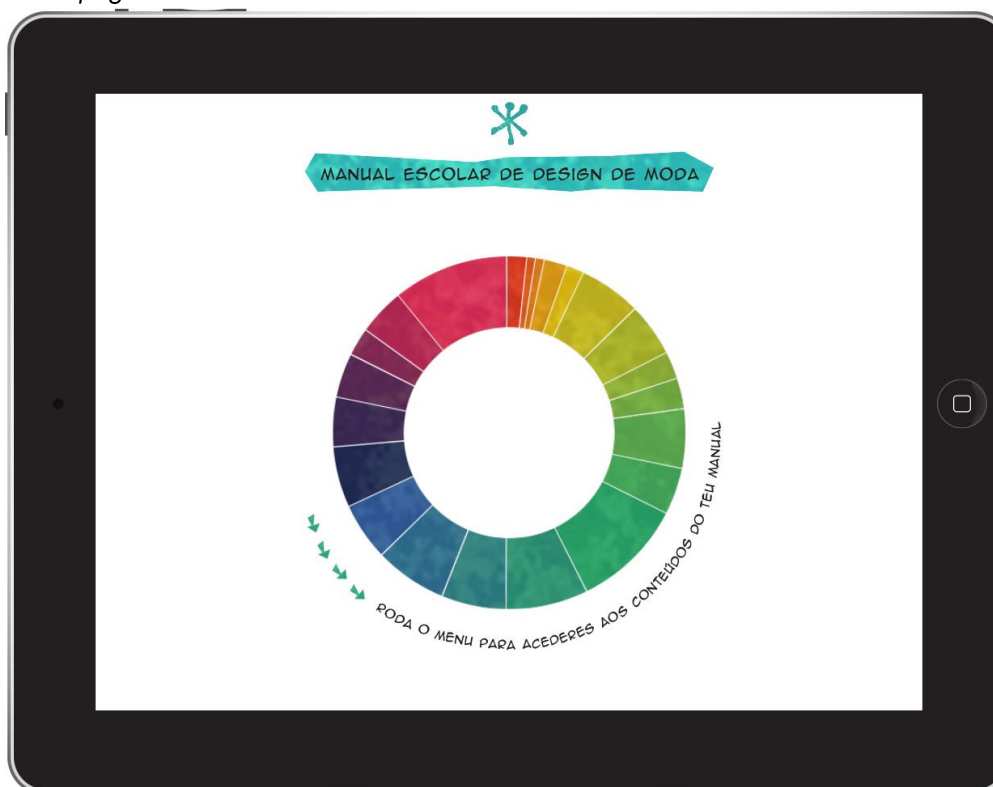 MANUAL ESCOLAR DE DESIGN DE MODA
RODA O MENU PARA ACEDERES AOS CONTEÚDOS DO TEU MANUAL